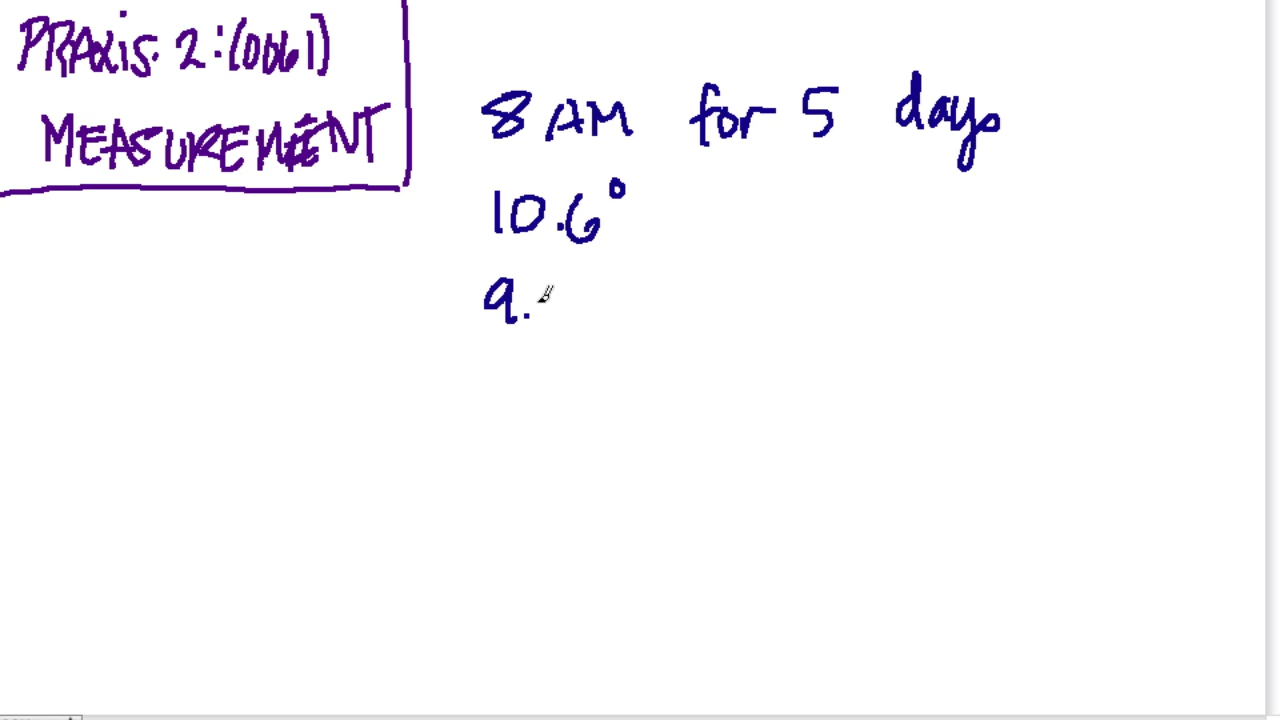 PRAXIS 2:(0061)
MEASUREMENT
8 AM for 5 days
10.6°
9.